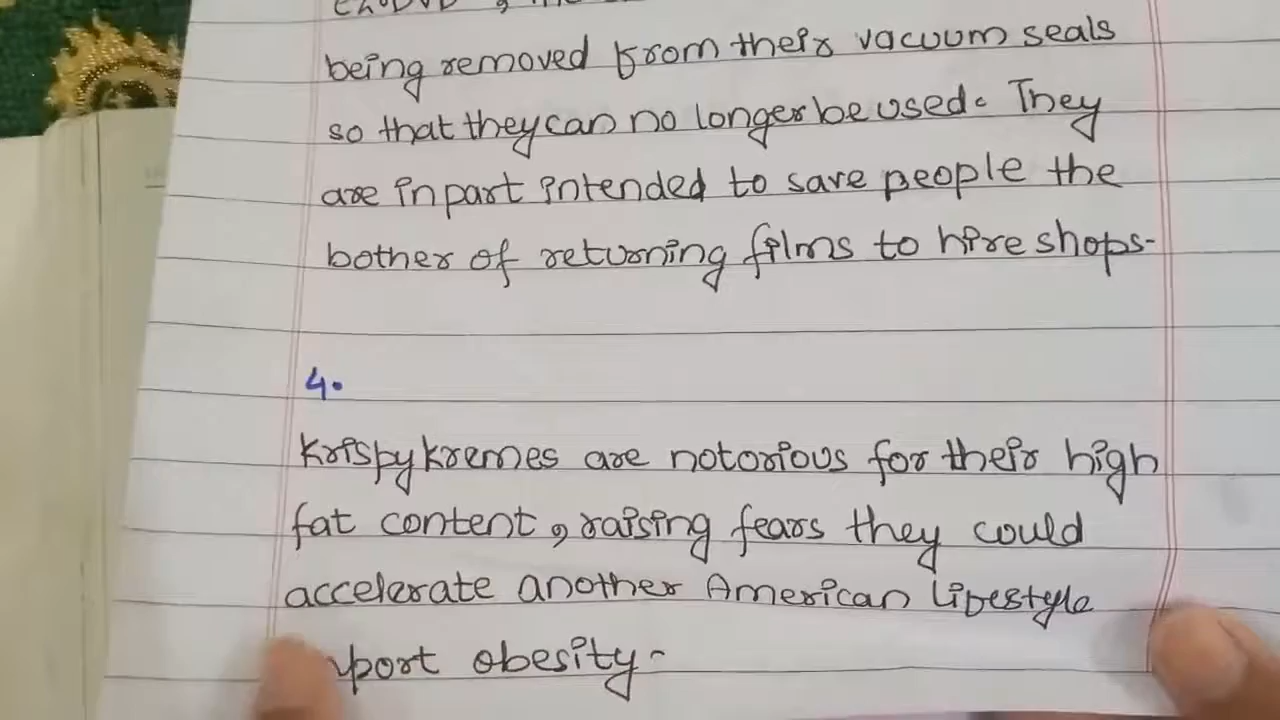 being removed from their vacuum seals
so that they can no longer be used. They
are in part intended to save people the
bother of returning films to hire shops-
4.
Krispy kremes are notorious for their high
fat content, raising fears they could
accelerate another American lifestyle
obesity-